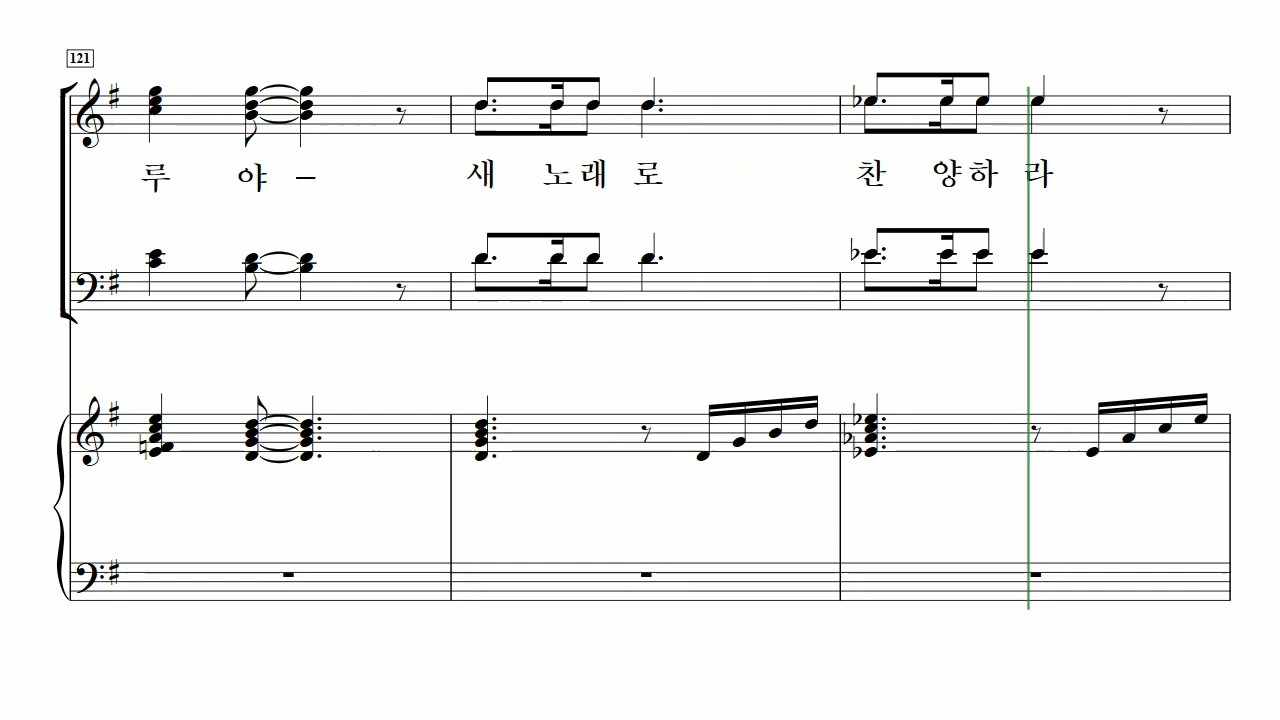 121
루 야 – 새 노 래 로 찬 양 하 라